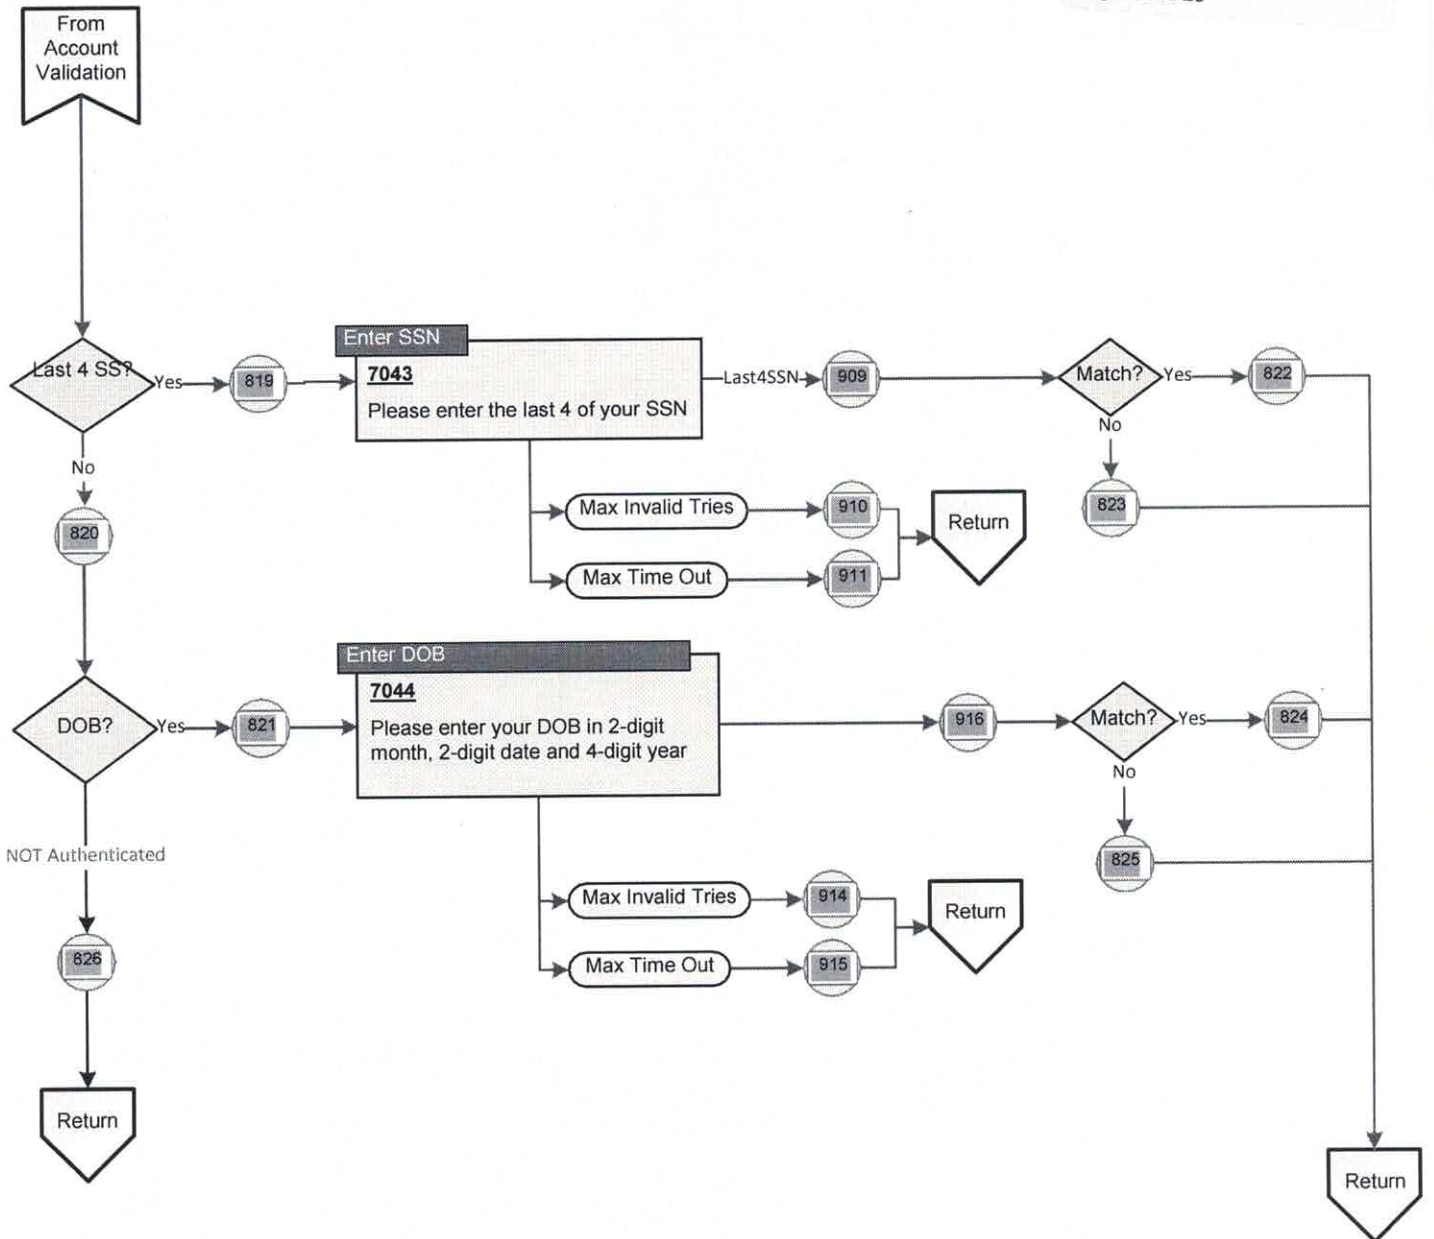 From
Account
Validation
Last 4 SS?
Yes
819
Enter SSN
7043
Please enter the last 4 of your SSN
Last4SSN
909
Match?
Yes
822
No
823
No
820
Max Invalid Tries
910
Max Time Out
911
Return
DOB?
Yes
821
Enter DOB
7044
Please enter your DOB in 2-digit
month, 2-digit date and 4-digit year
916
Match?
Yes
824
No
825
NOT Authenticated
826
Max Invalid Tries
914
Max Time Out
915
Return
Return
Return